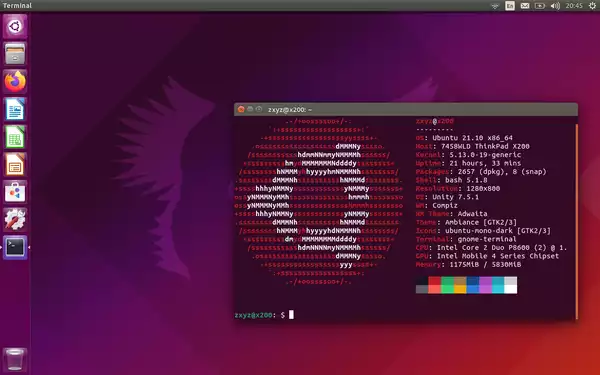 Terminal
En
20:45
zxyz@x200: ~
zxyz@x200
---------
OS: Ubuntu 21.10 x86_64
Host: 7458WLD ThinkPad X200
Kernel: 5.13.0-19-generic
Uptime: 21 hours, 33 mins
Packages: 2657 (dpkg), 8 (snap)
Shell: bash 5.1.8
Resolution: 1280x800
DE: Unity 7.5.1
WM: Compiz
WM Theme: Adwaita
Theme: Ambiance [GTK2/3]
Icons: ubuntu-mono-dark [GTK2/3]
Terminal: gnome-terminal
CPU: Intel Core 2 Duo P8600 (2) @ 1.
GPU: Intel Mobile 4 Series Chipset
Memory: 1175MiB / 5830MiB
zxyz@x200: $